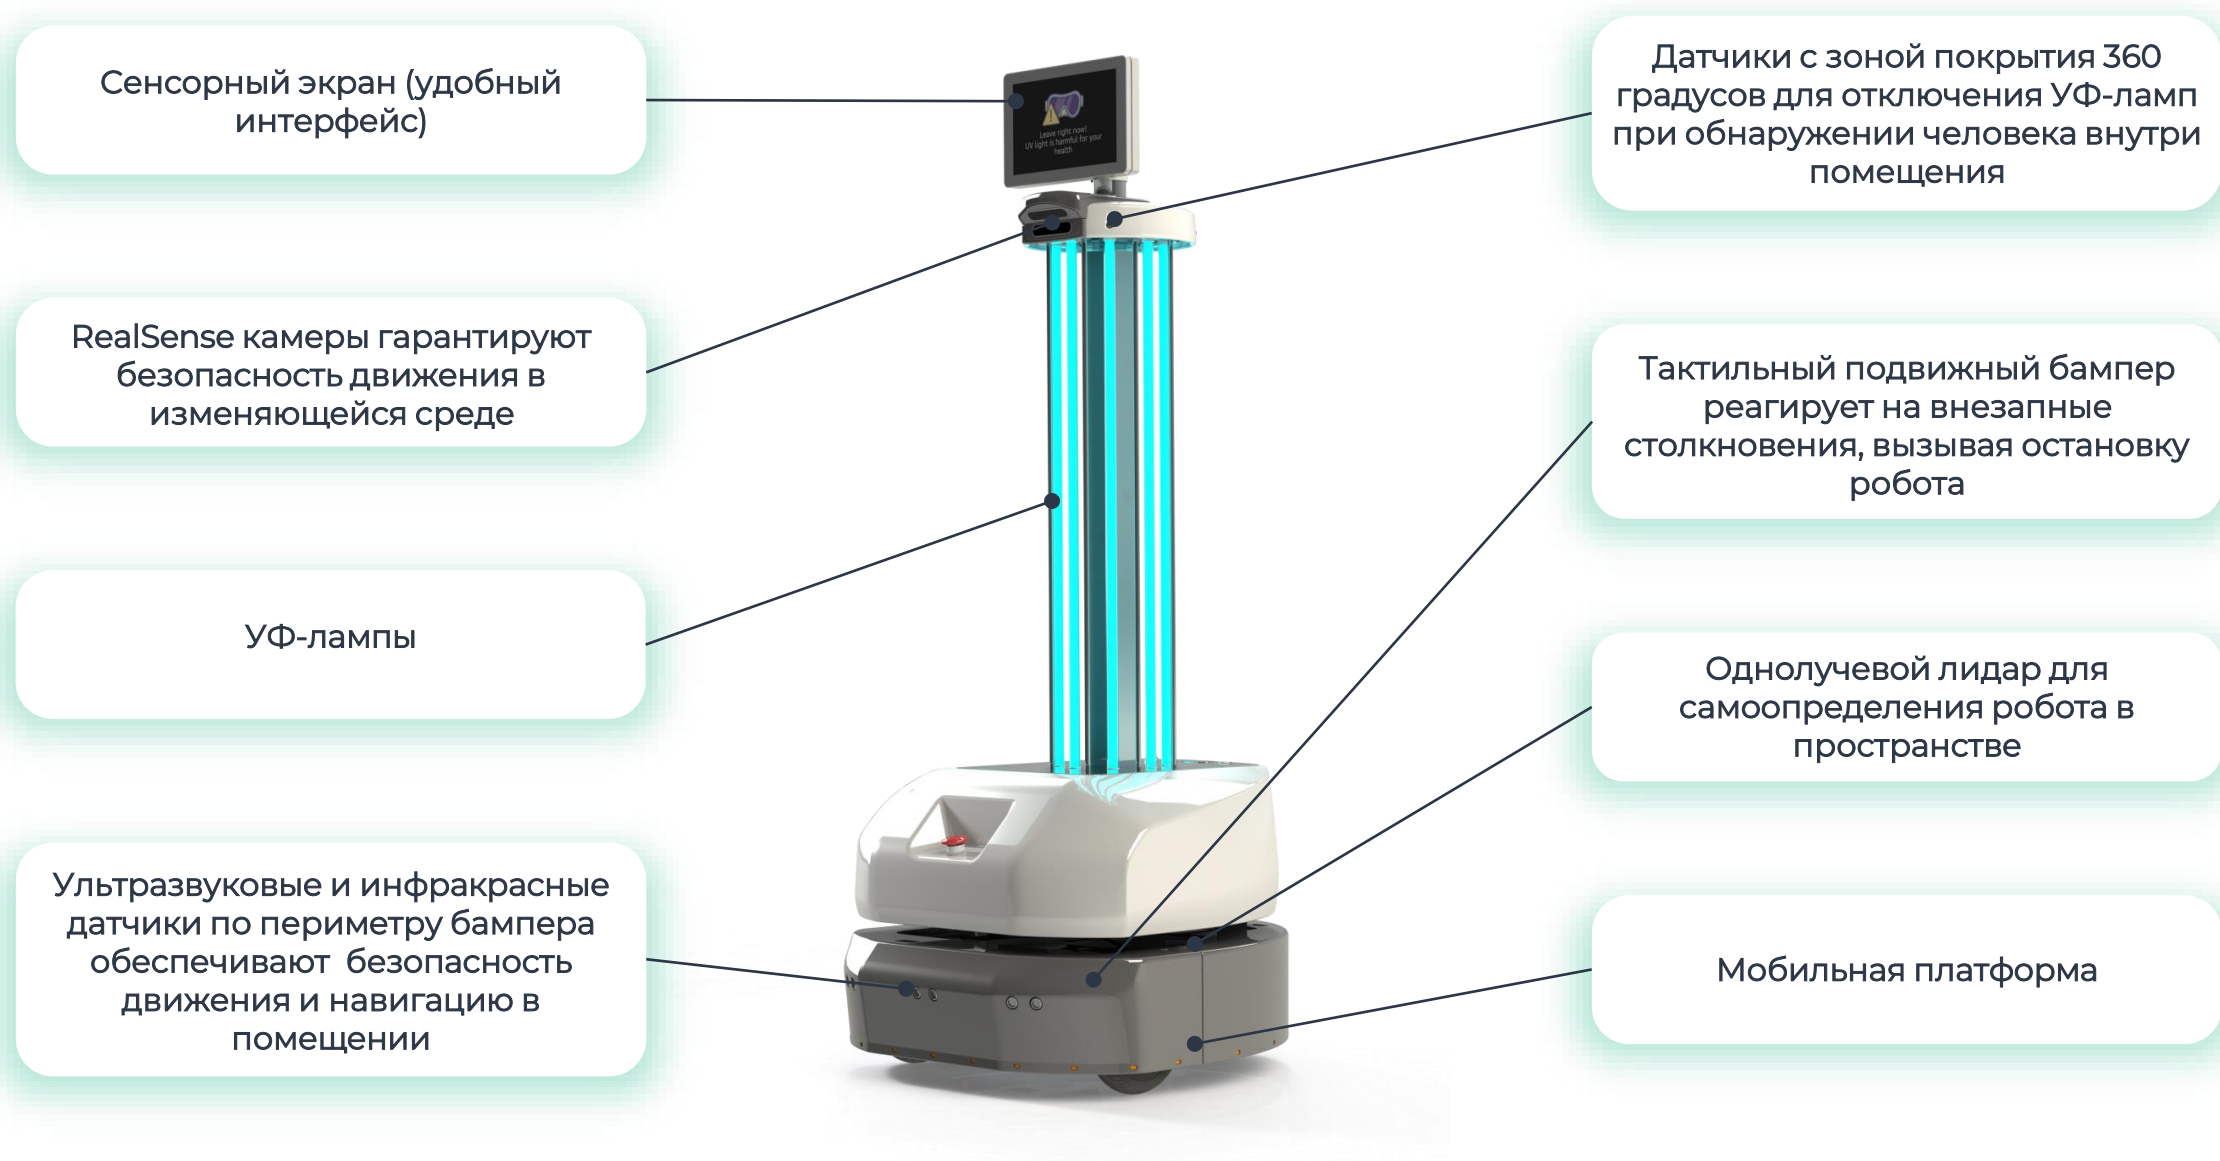 Сенсорный экран (удобный
интерфейс)
RealSense камеры гарантируют
безопасность движения в
изменяющейся среде
УФ-лампы
Ультразвуковые и инфракрасные
датчики по периметру бампера
обеспечивают  безопасность
движения и навигацию в
помещении
Leave right now!
UV light is harmful for your
health
Датчики с зоной покрытия 360
градусов для отключения УФ-ламп
при обнаружении человека внутри
помещения
Тактильный подвижный бампер
реагирует на внезапные
столкновения, вызывая остановку
робота
Однолучевой лидар для
самоопределения робота в
пространстве
Мобильная платформа